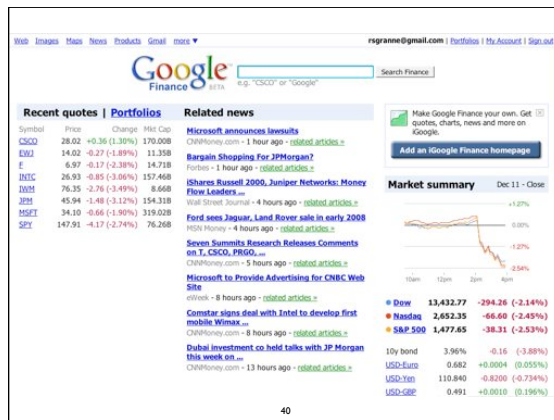 Web Images Maps News Products Gmail more ▼
rsgranne@gmail.com | Portfolios | My Account | Sign out
Google
Finance BETA
Search Finance
e.g. "CSCO" or "Google"
Recent quotes | Portfolios
Symbol Price Change Mkt Cap
CSCO 28.02 +0.36 (1.30%) 170.00B
EWJ 14.02 -0.27 (-1.89%) 11.35B
F 6.97 -0.17 (-2.38%) 14.71B
INTC 26.93 -0.85 (-3.06%) 157.46B
IWM 76.35 -2.76 (-3.49%) 8.66B
JPM 45.94 -1.48 (-3.12%) 154.31B
MSFT 34.10 -0.66 (-1.90%) 319.02B
SPY 147.91 -4.17 (-2.74%) 76.26B
Related news
Microsoft announces lawsuits
CNNMoney.com - 1 hour ago - related articles »
Bargain Shopping For JPMorgan?
Forbes - 1 hour ago - related articles »
iShares Russell 2000, Juniper Networks: Money
Flow Leaders ...
Wall Street Journal - 4 hours ago - related articles »
Ford sees Jaguar, Land Rover sale in early 2008
MSN Money - 4 hours ago - related articles »
Seven Summits Research Releases Comments
on T, CSCO, PRGO, ...
CNNMoney.com - 5 hours ago - related articles »
Microsoft to Provide Advertising for CNBC Web
Site
eWeek - 8 hours ago - related articles »
Comstar signs deal with Intel to develop first
mobile Wimax ...
CNNMoney.com - 8 hours ago - related articles »
Dubai investment co held talks with JP Morgan
this week on ...
CNNMoney.com - 13 hours ago - related articles »
Make Google Finance your own. Get
quotes, charts, news and more on
iGoogle.
Add an iGoogle Finance homepage
Market summary Dec 11 - Close
+1.27%
0.00%
-1.27%
-2.54%
10am 12pm 2pm 4pm
Dow 13,432.77 -294.26 (-2.14%)
Nasdaq 2,652.35 -66.60 (-2.45%)
S&P 500 1,477.65 -38.31 (-2.53%)
10y bond 3.96% -0.16 (-3.88%)
USD-Euro 0.682 +0.0004 (0.055%)
USD-Yen 110.840 -0.8200 (-0.734%)
USD-GBP 0.491 +0.0010 (0.196%)
40